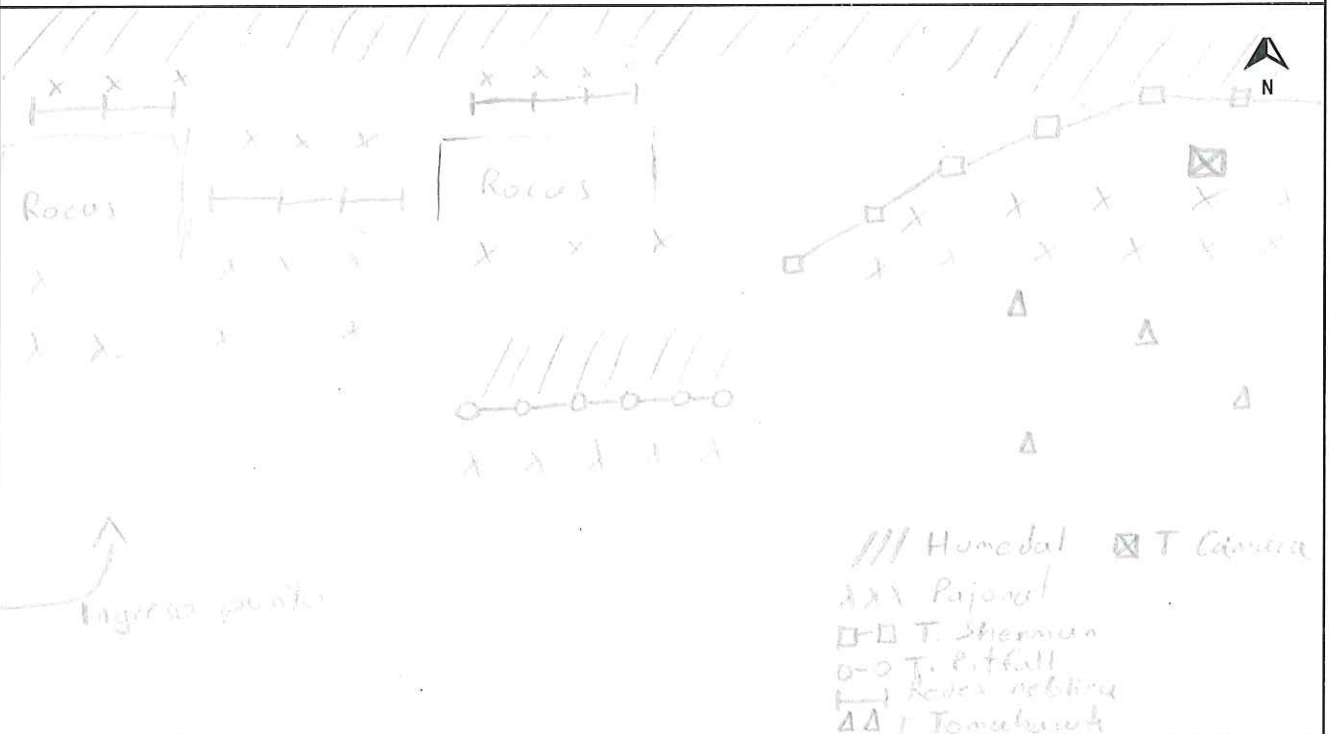 N
Rocas
Rocas
Ingreso punto
/// Humedal
T Cámara
Pajonal
T. Sherman
o-o T. Pitfall
Redes neblina
T Tomahawk